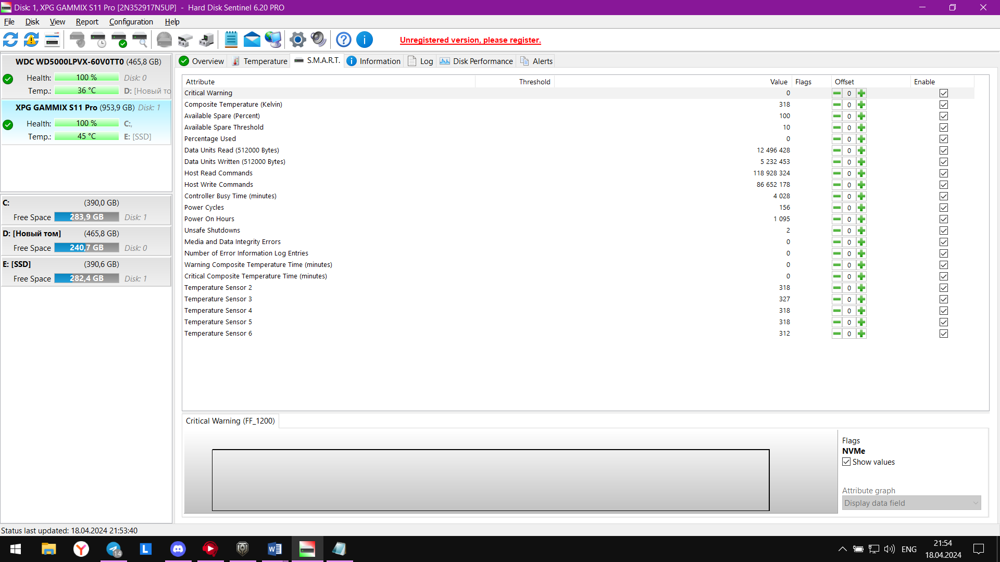 Disk: 1, XPG GAMMIX S11 Pro [2N352917N5UP] - Hard Disk Sentinel 6.20 PRO
File Disk View Report Configuration Help
Unregistered version, please register.
WDC WD5000LPVX-60V0TT0 (465,8 GB)
Health: 100 % Disk: 0
Temp.: 36 °C D: [Новый то
XPG GAMMIX S11 Pro (953,9 GB) Disk: 1
Health: 100 % C:,
Temp.: 45 °C E: [SSD]
C: (390,0 GB)
Free Space 283,9 GB Disk: 1
D: [Новый том] (465,8 GB)
Free Space 240,7 GB Disk: 0
E: [SSD] (390,6 GB)
Free Space 282,4 GB Disk: 1
Overview Temperature S.M.A.R.T. Information Log Disk Performance Alerts
Attribute Threshold Value Flags Offset Enable
Critical Warning 0 0
Composite Temperature (Kelvin) 318 0
Available Spare (Percent) 100 0
Available Spare Threshold 10 0
Percentage Used 0 0
Data Units Read (512000 Bytes) 12 496 428 0
Data Units Written (512000 Bytes) 5 232 453 0
Host Read Commands 118 928 324 0
Host Write Commands 86 652 178 0
Controller Busy Time (minutes) 4 028 0
Power Cycles 156 0
Power On Hours 1 095 0
Unsafe Shutdowns 2 0
Media and Data Integrity Errors 0 0
Number of Error Information Log Entries 0 0
Warning Composite Temperature Time (minutes) 0 0
Critical Composite Temperature Time (minutes) 0 0
Temperature Sensor 2 318 0
Temperature Sensor 3 327 0
Temperature Sensor 4 318 0
Temperature Sensor 5 318 0
Temperature Sensor 6 312 0
Critical Warning (FF_1200)
Flags
NVMe
Show values
Attribute graph
Display data field
Status last updated: 18.04.2024 21:53:40
14
L
ENG
21:54
18.04.2024